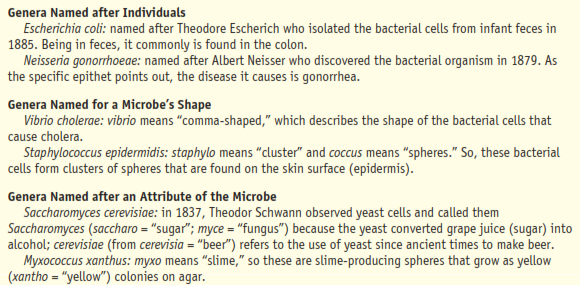 Genera Named after Individuals
Escherichia coli: named after Theodore Escherich who isolated the bacterial cells from infant feces in
1885. Being in feces, it commonly is found in the colon.
Neisseria gonorrhoeae: named after Albert Neisser who discovered the bacterial organism in 1879. As
the specific epithet points out, the disease it causes is gonorrhea.
Genera Named for a Microbe’s Shape
Vibrio cholerae: vibrio means “comma-shaped,” which describes the shape of the bacterial cells that
cause cholera.
Staphylococcus epidermidis: staphylo means “cluster” and coccus means “spheres.” So, these bacterial
cells form clusters of spheres that are found on the skin surface (epidermis).
Genera Named after an Attribute of the Microbe
Saccharomyces cerevisiae: in 1837, Theodor Schwann observed yeast cells and called them
Saccharomyces (saccharo = “sugar”; myce = “fungus”) because the yeast converted grape juice (sugar) into
alcohol; cerevisiae (from cerevisia = “beer”) refers to the use of yeast since ancient times to make beer.
Myxococcus xanthus: myxo means “slime,” so these are slime-producing spheres that grow as yellow
(xantho = “yellow”) colonies on agar.